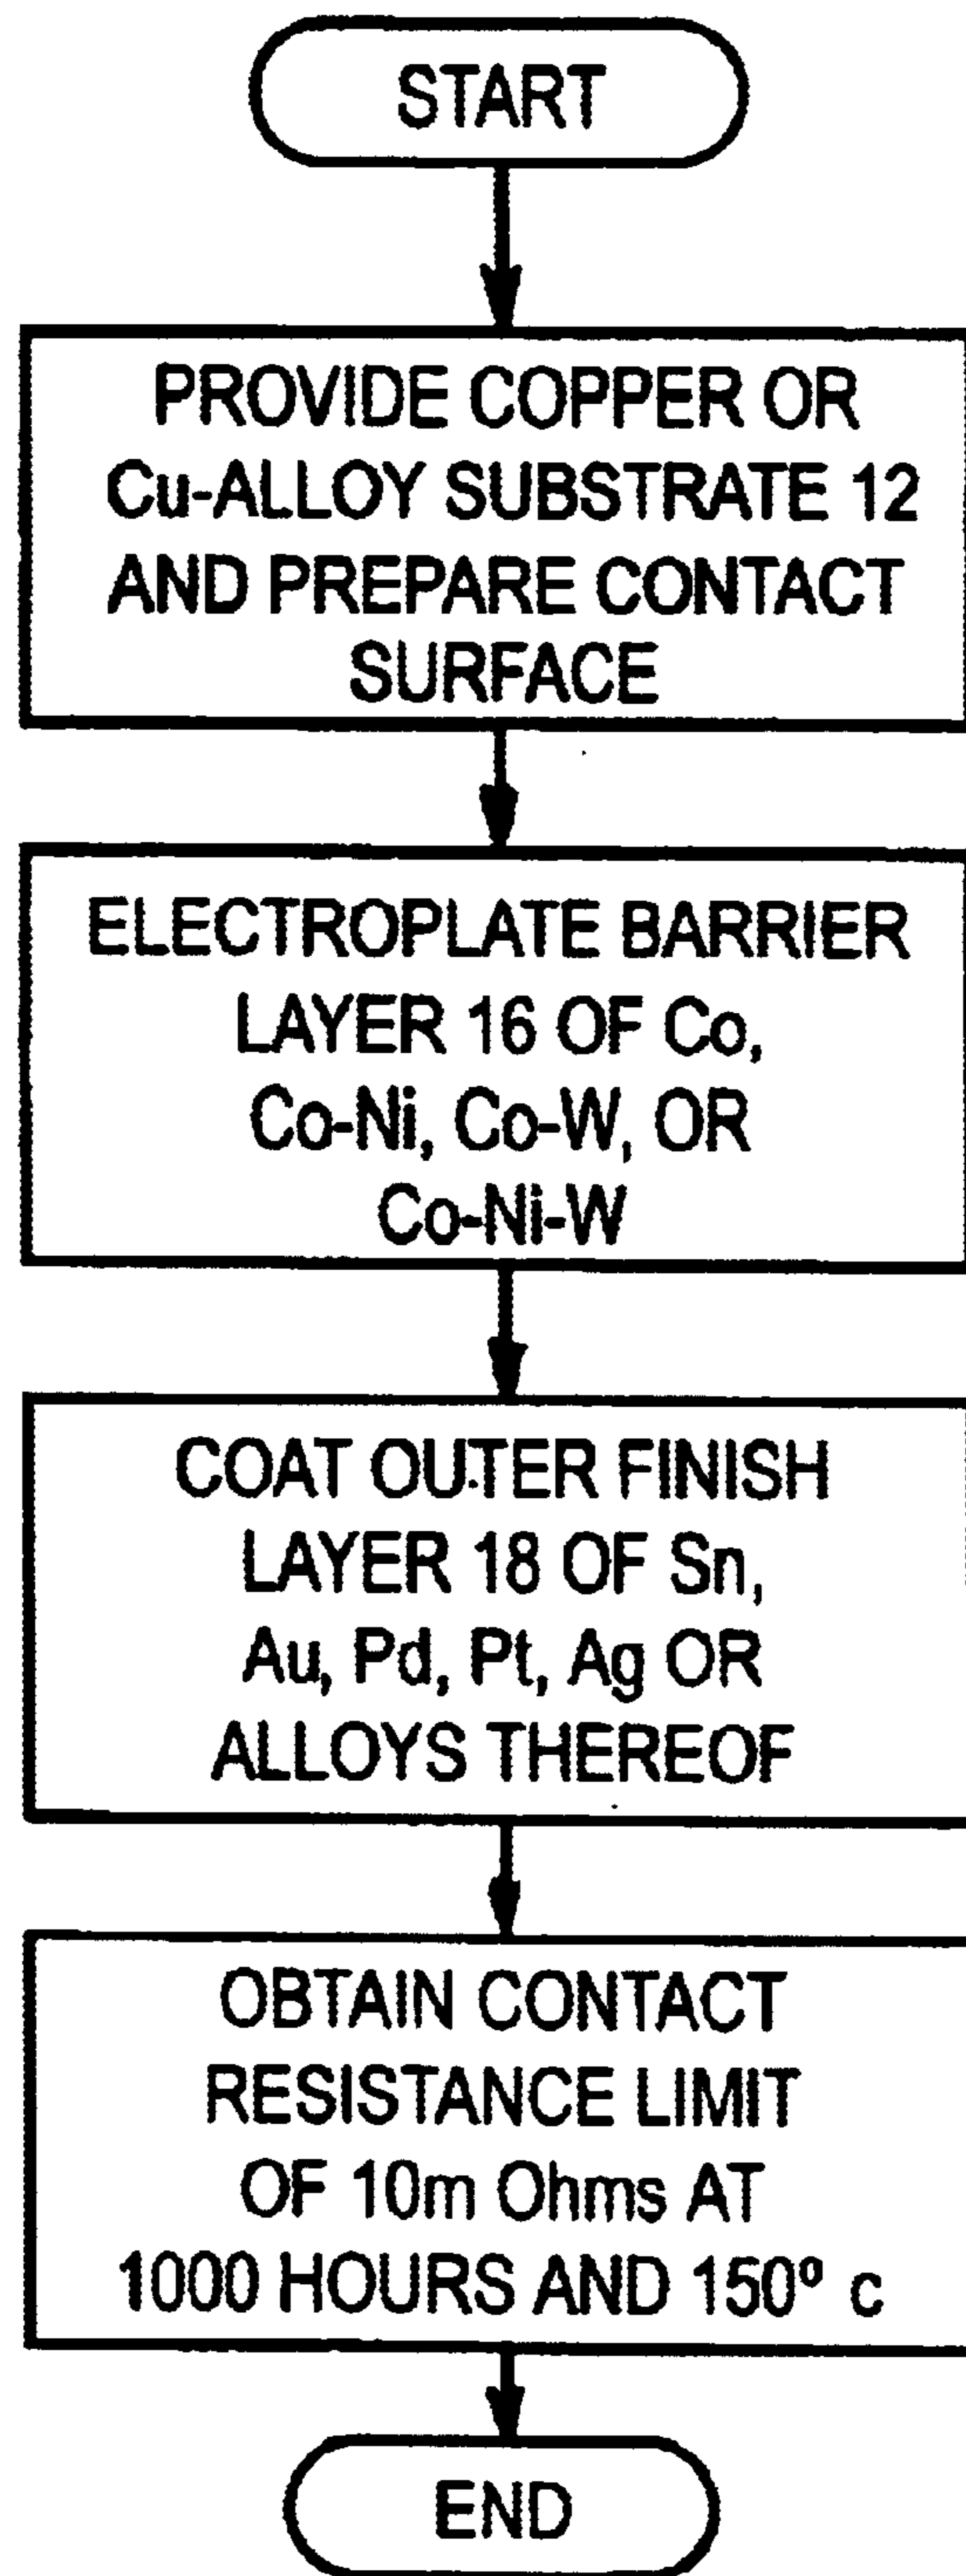 START
PROVIDE COPPER OR
Cu-ALLOY SUBSTRATE 12
AND PREPARE CONTACT
SURFACE
ELECTROPLATE BARRIER
LAYER 16 OF Co,
Co-Ni, Co-W, OR
Co-Ni-W
COAT OUTER FINISH
LAYER 18 OF Sn,
Au, Pd, Pt, Ag OR
ALLOYS THEREOF
OBTAIN CONTACT
RESISTANCE LIMIT
OF 10m Ohms AT
1000 HOURS AND 150º c
END